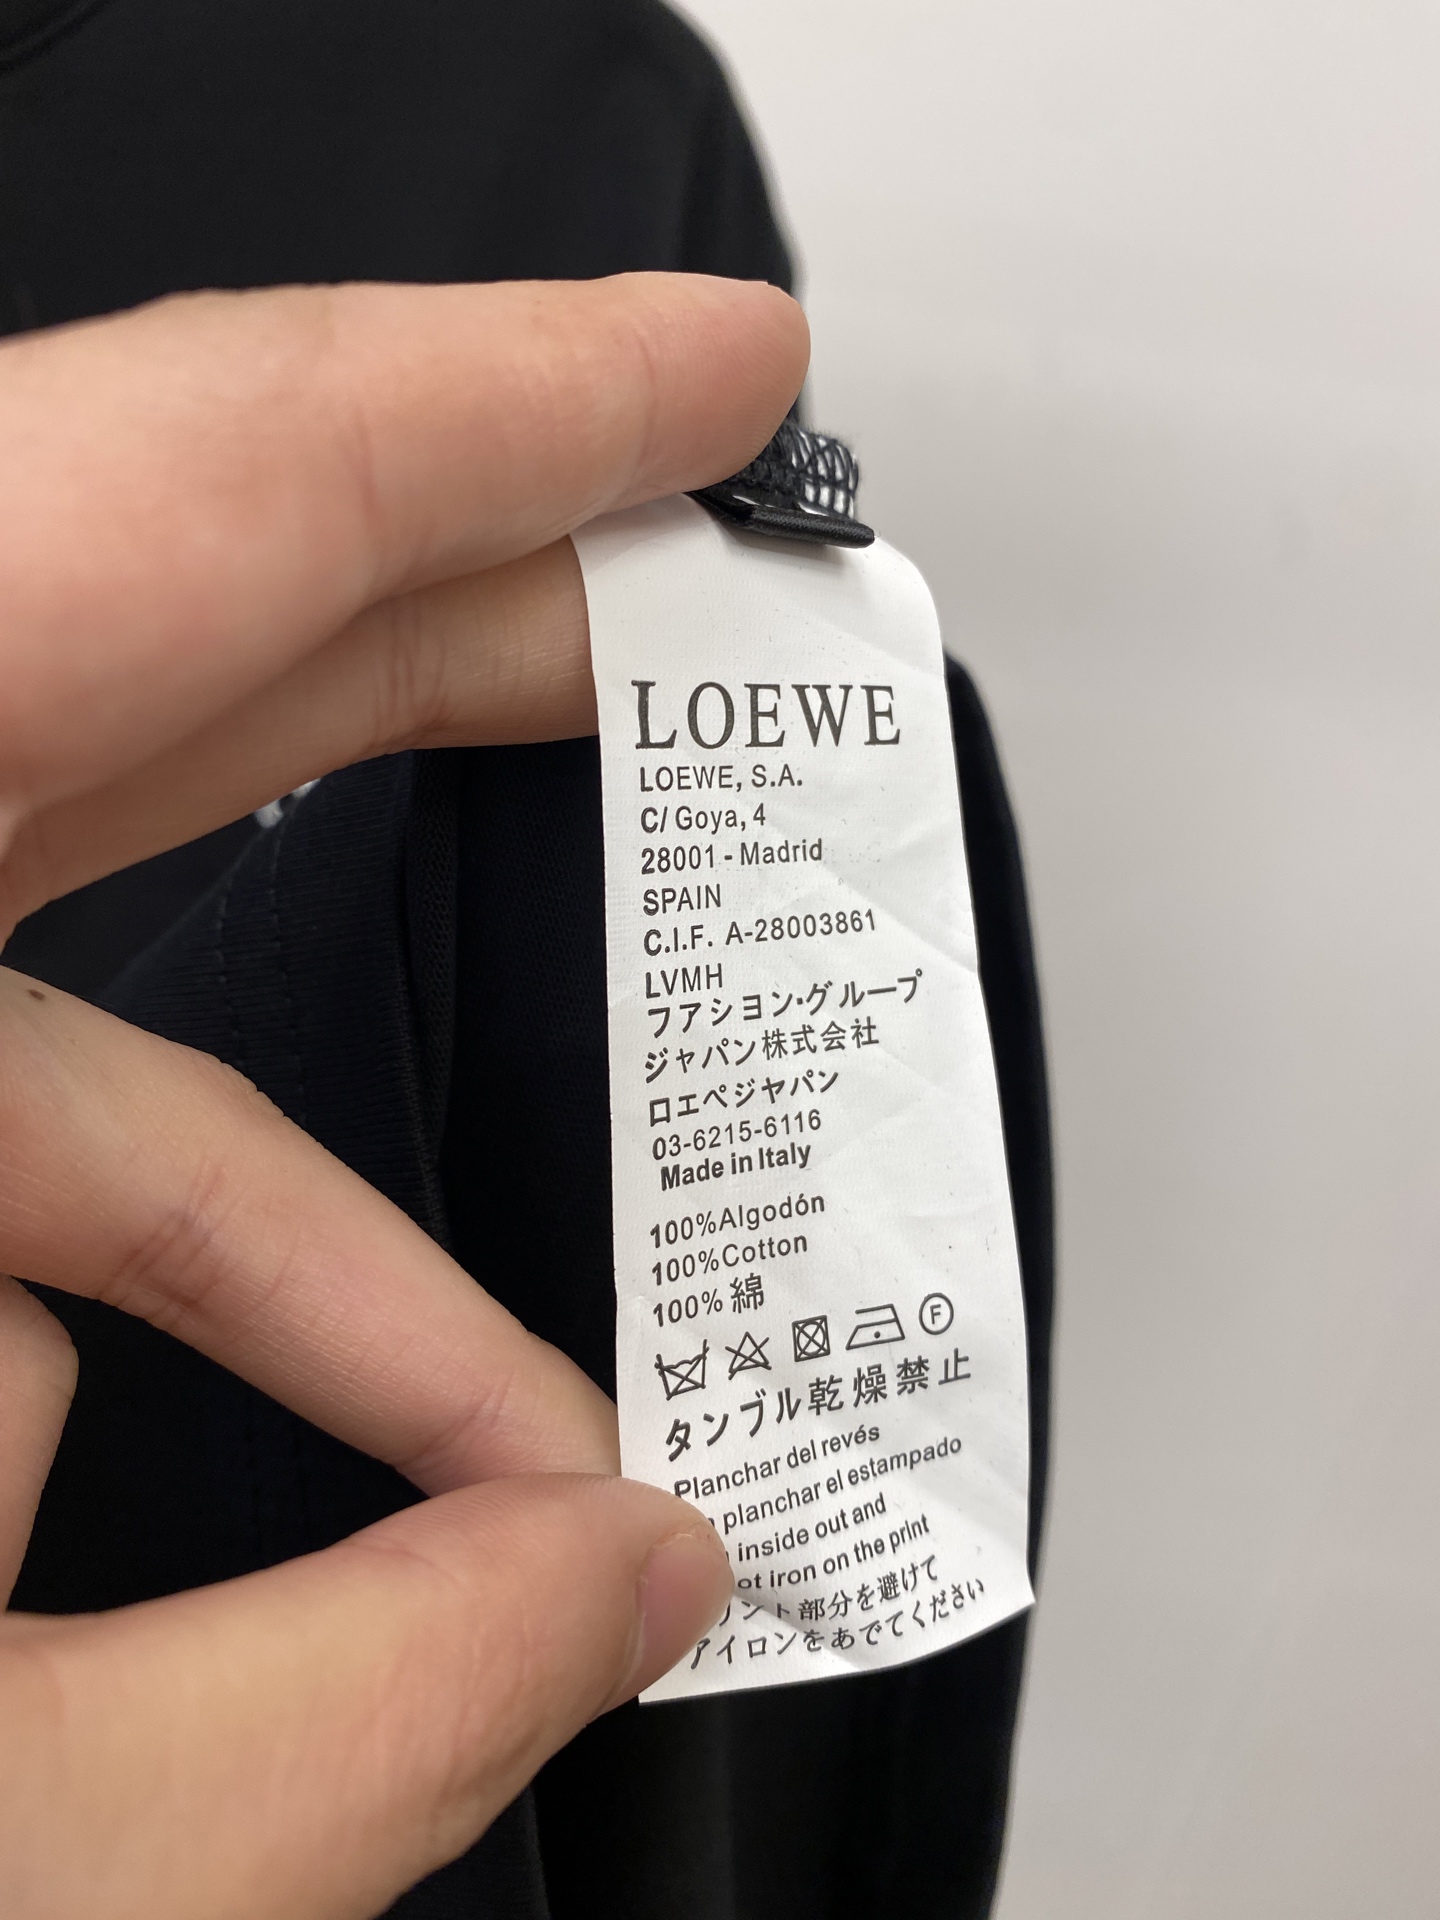 LOEWE
LOEWE, S.A.
C/ Goya, 4
28001 - Madrid
SPAIN
C.I.F. A-28003861
LVMH
フアシヨン·グループ
ジャパン株式会社
ロエペジヤパン
03-6215-6116
Made in Italy
100%Algodón
100%Cotton
100% 綿
F
タンブル乾燥禁止
Planchar del revés
planchar el estampado
inside out and
iron on the print
部分を避けて
アイロンをあでてください